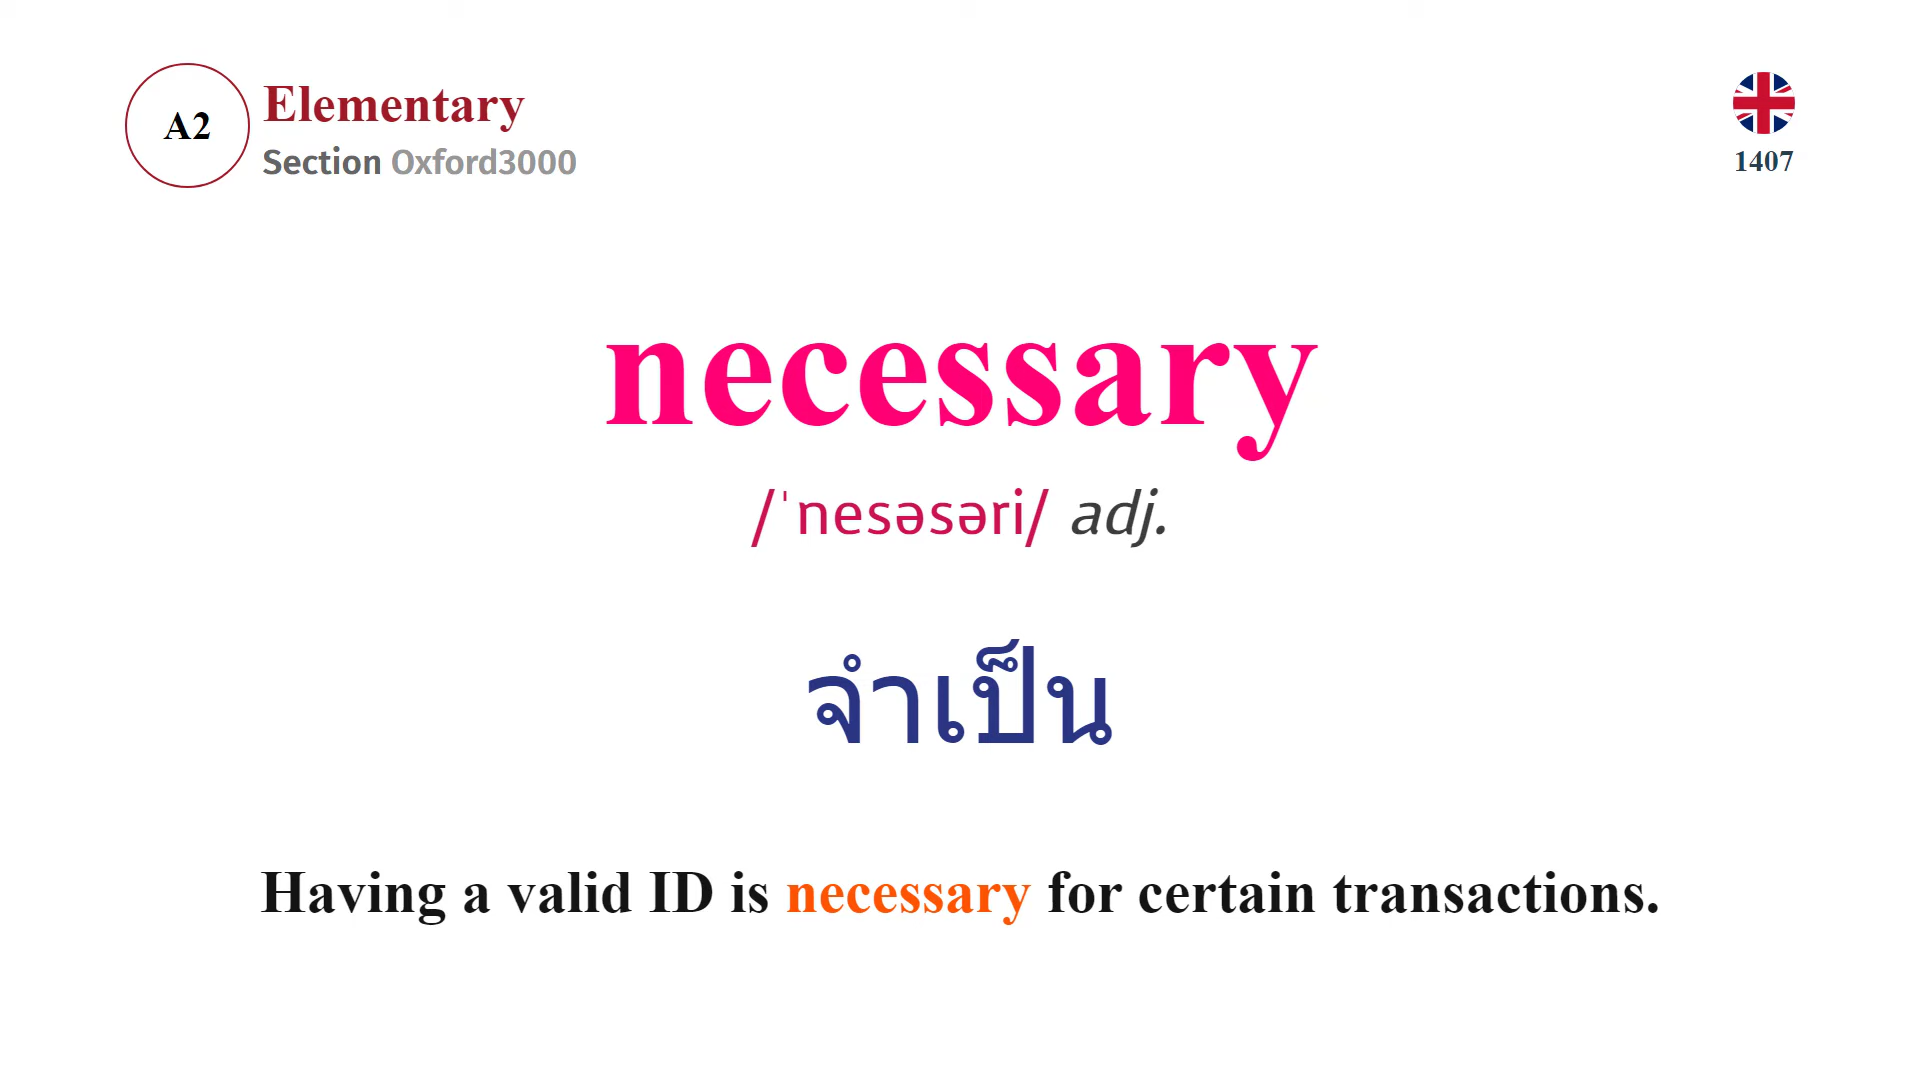 A2
Elementary
Section Oxford3000
1407
necessary
/ˈnesəsəri/ adj.
จำเป็น
Having a valid ID is necessary for certain transactions.